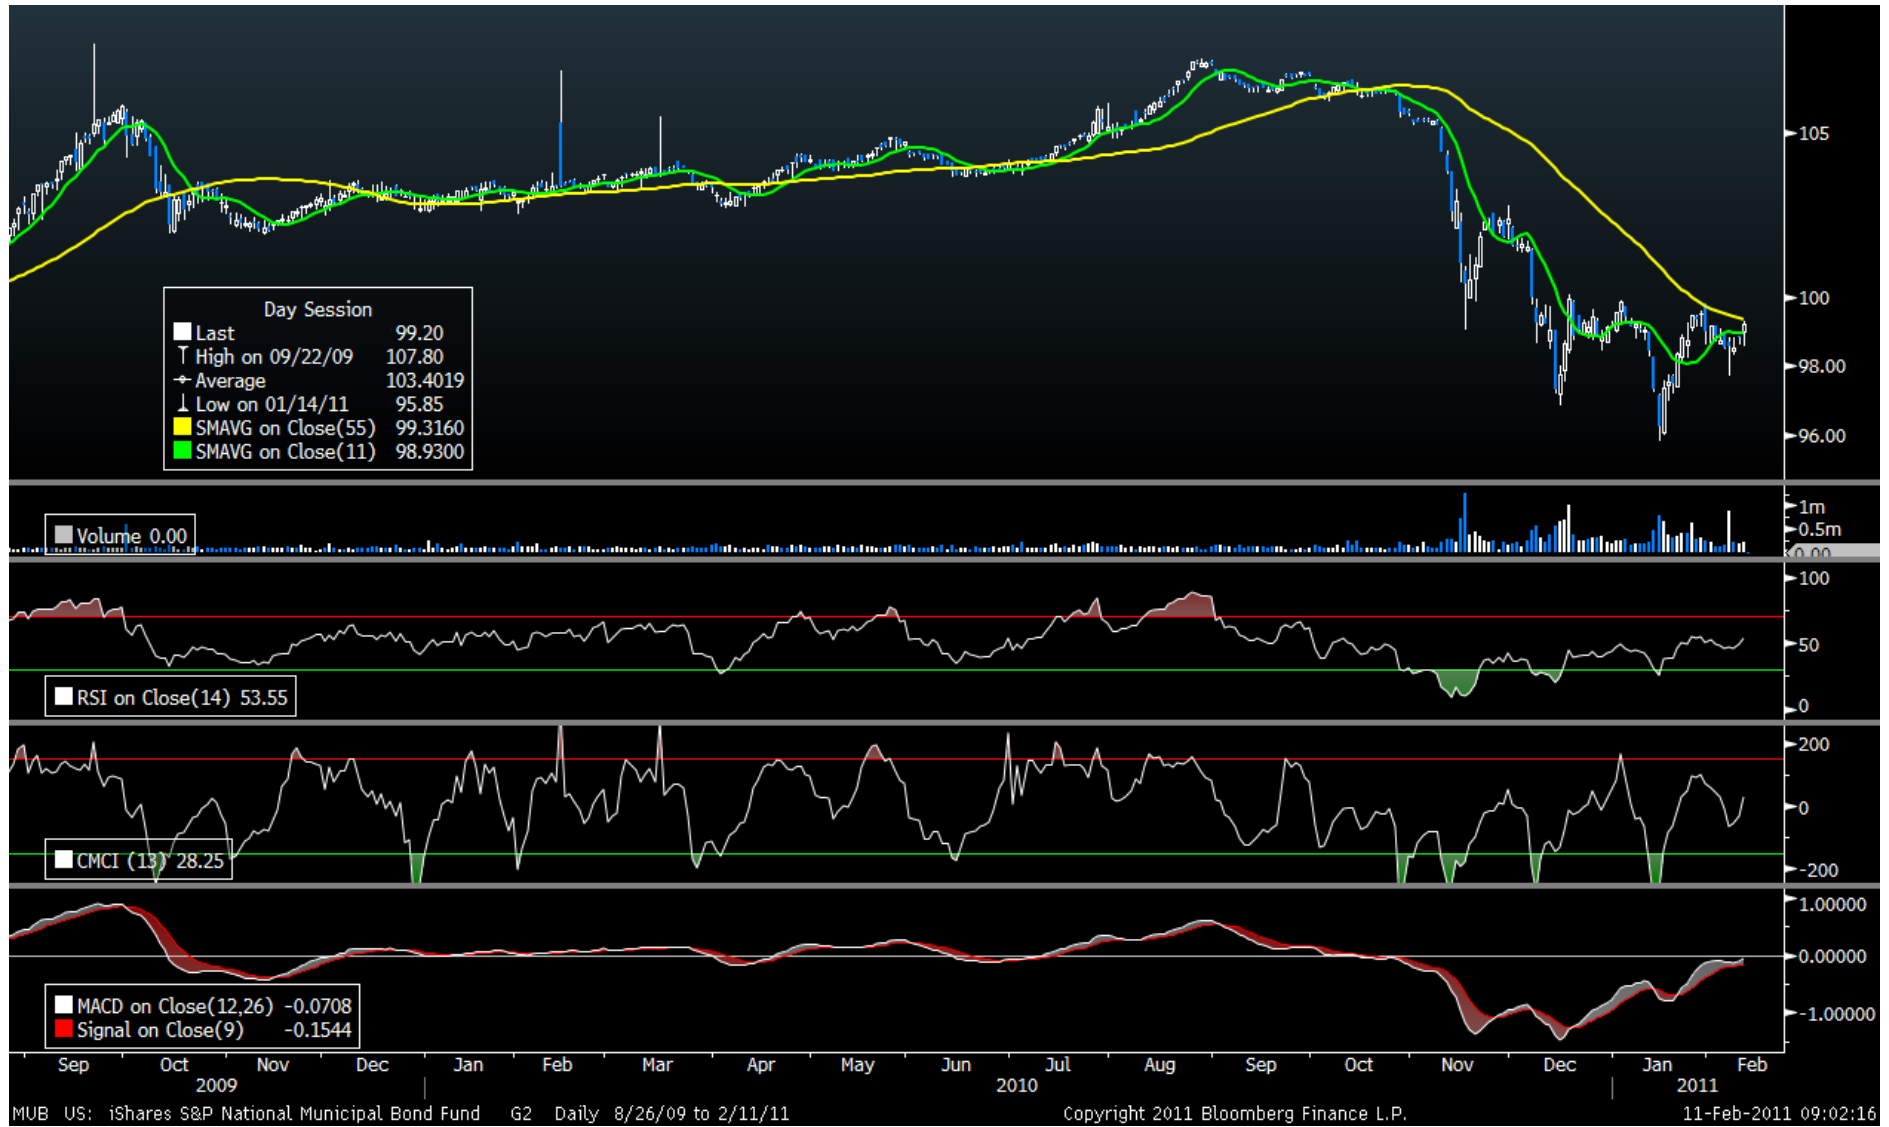 105
100
98.00
96.00
Day Session
Last 99.20
High on 09/22/09 107.80
Average 103.4019
Low on 01/14/11 95.85
SMAVG on Close(55) 99.3160
SMAVG on Close(11) 98.9300
1m
0.5m
0.00
Volume 0.00
100
50
0
RSI on Close(14) 53.55
200
0
-200
CMCI (13) 28.25
1.00000
0.00000
-1.00000
MACD on Close(12,26) -0.0708
Signal on Close(9) -0.1544
Sep Oct Nov Dec Jan Feb Mar Apr May Jun Jul Aug Sep Oct Nov Dec Jan Feb
2009 2010 2011
MUB US: iShares S&P National Municipal Bond Fund G2 Daily 8/26/09 to 2/11/11 Copyright 2011 Bloomberg Finance L.P. 11-Feb-2011 09:02:16